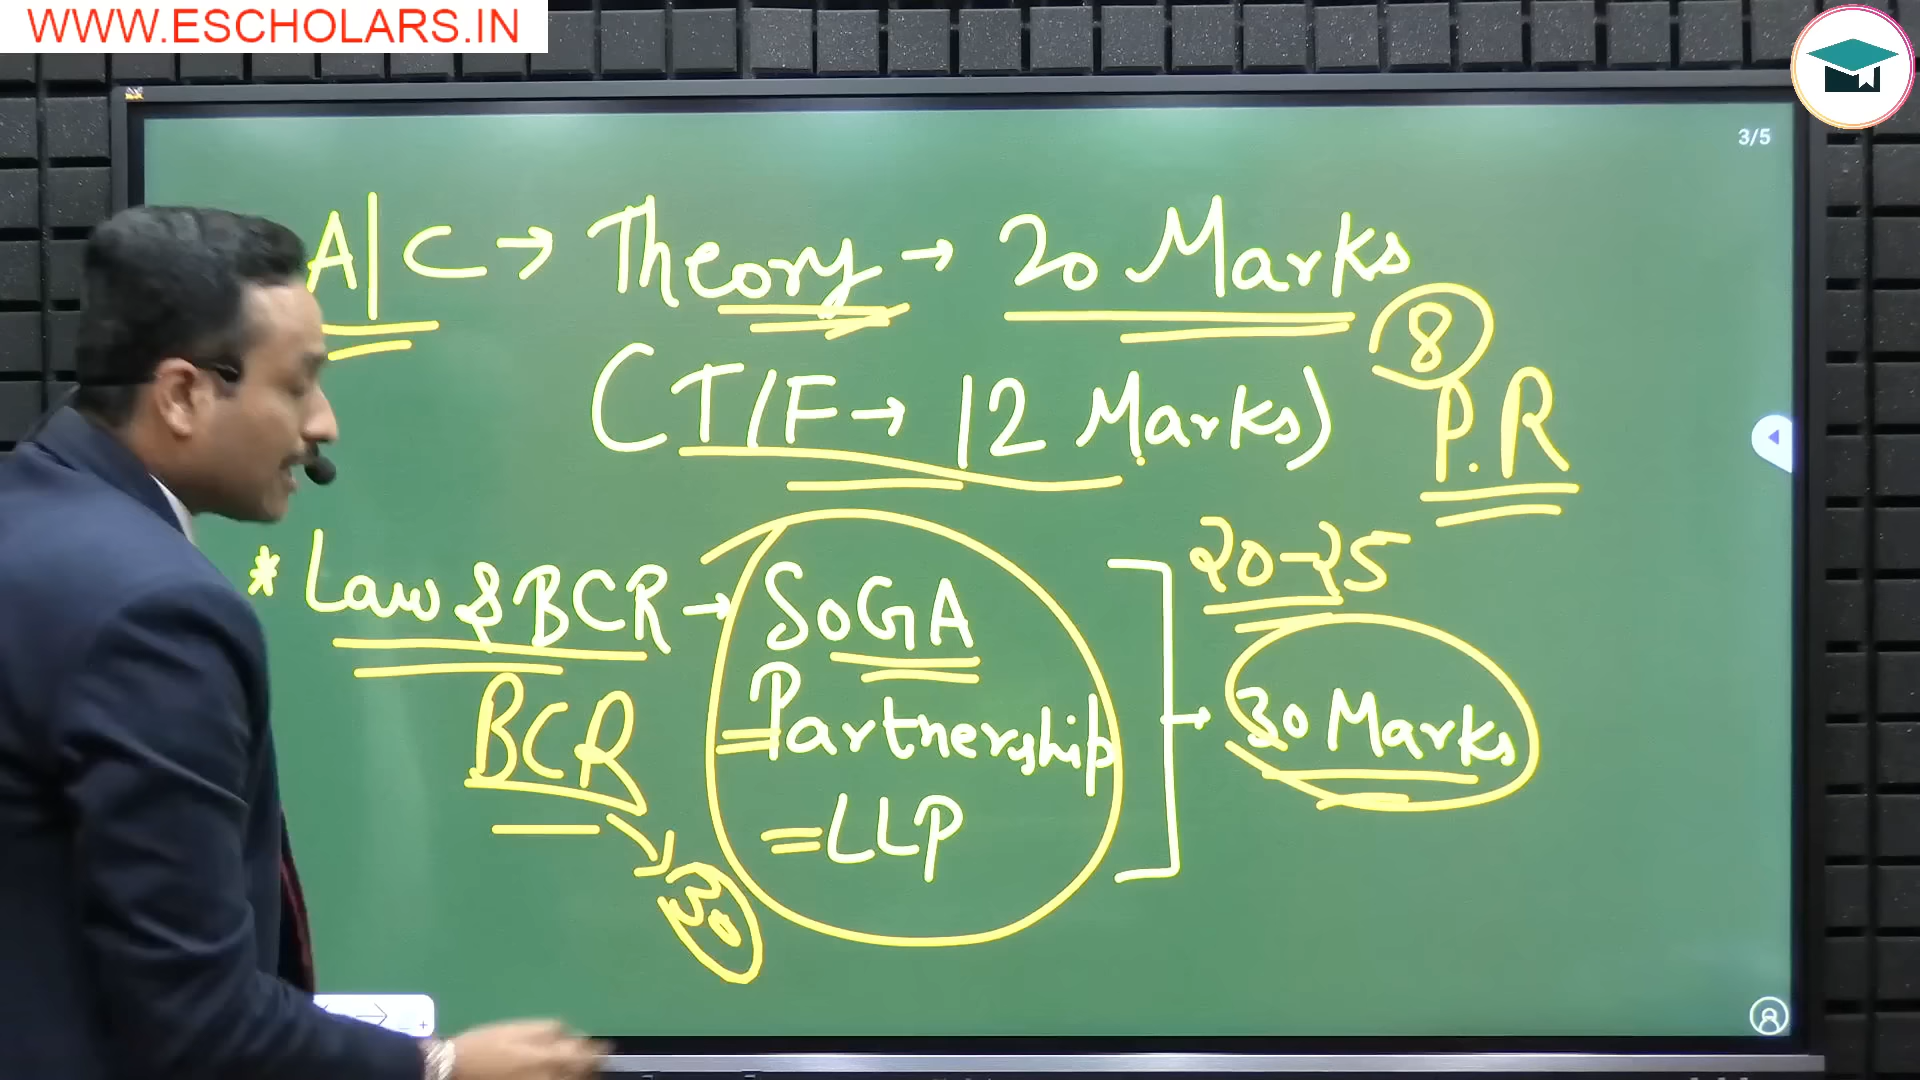 WWW.ESCHOLARS.IN
3/5
A/C → Theory → 20 Marks
8
(T/F → 12 Marks)
P.R
20-25
* Law & BCR → SoGA
Partnership
30 Marks
BCR
= LLP
30